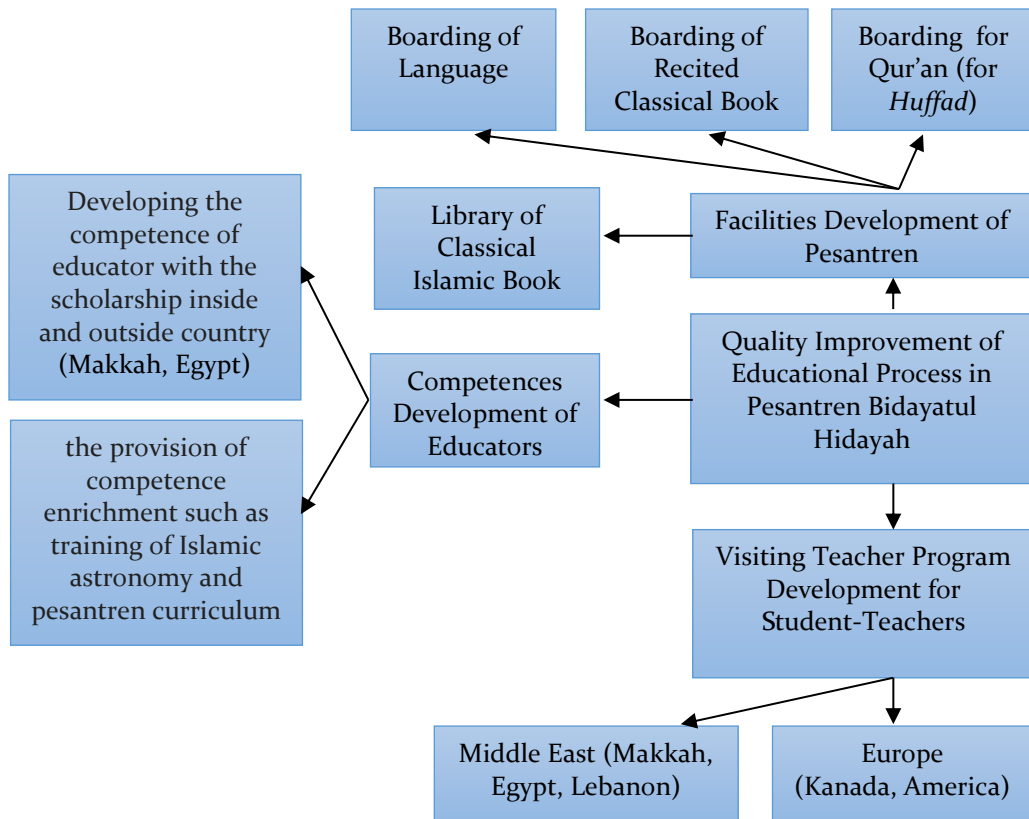 Boarding of
Language
Boarding of
Recited
Classical Book
Boarding for
Qur’an (for
Huffad)
Developing the
competence of
educator with the
scholarship inside
and outside country
(Makkah, Egypt)
Library of
Classical
Islamic Book
Facilities Development of
Pesantren
Quality Improvement of
Educational Process in
Pesantren Bidayatul
Hidayah
Competences
Development of
Educators
the provision of
competence
enrichment such as
training of Islamic
astronomy and
pesantren curriculum
Visiting Teacher Program
Development for
Student-Teachers
Middle East (Makkah,
Egypt, Lebanon)
Europe
(Kanada, America)